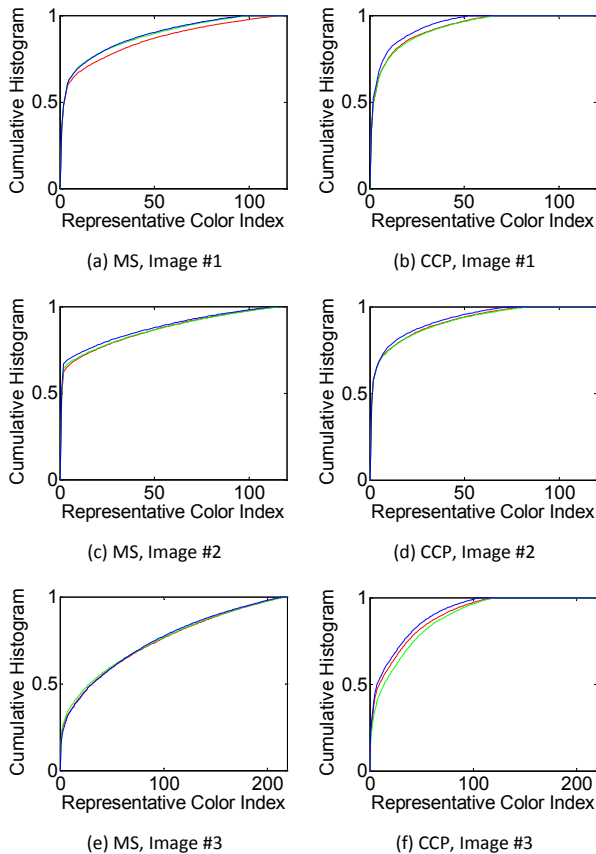 1
0.5
0
0 50 100
Cumulative Histogram
Representative Color Index
(a) MS, Image #1
1
0.5
0
0 50 100
Cumulative Histogram
Representative Color Index
(b) CCP, Image #1
1
0.5
0
0 50 100
Cumulative Histogram
Representative Color Index
(c) MS, Image #2
1
0.5
0
0 50 100
Cumulative Histogram
Representative Color Index
(d) CCP, Image #2
1
0.5
0
0 100 200
Cumulative Histogram
Representative Color Index
(e) MS, Image #3
1
0.5
0
0 100 200
Cumulative Histogram
Representative Color Index
(f) CCP, Image #3